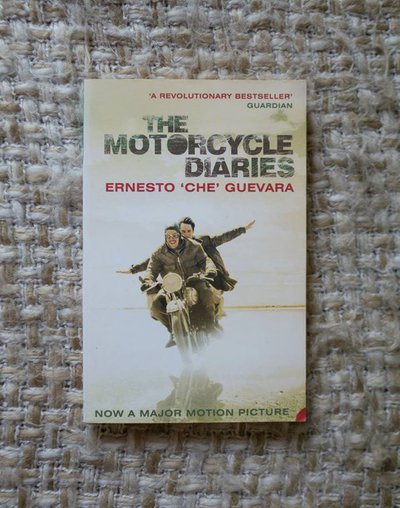 'A REVOLUTIONARY BESTSELLER'
GUARDIAN
THE
MOTORCYCLE
DIARIES
ERNESTO 'CHE' GUEVARA
NOW A MAJOR MOTION PICTURE